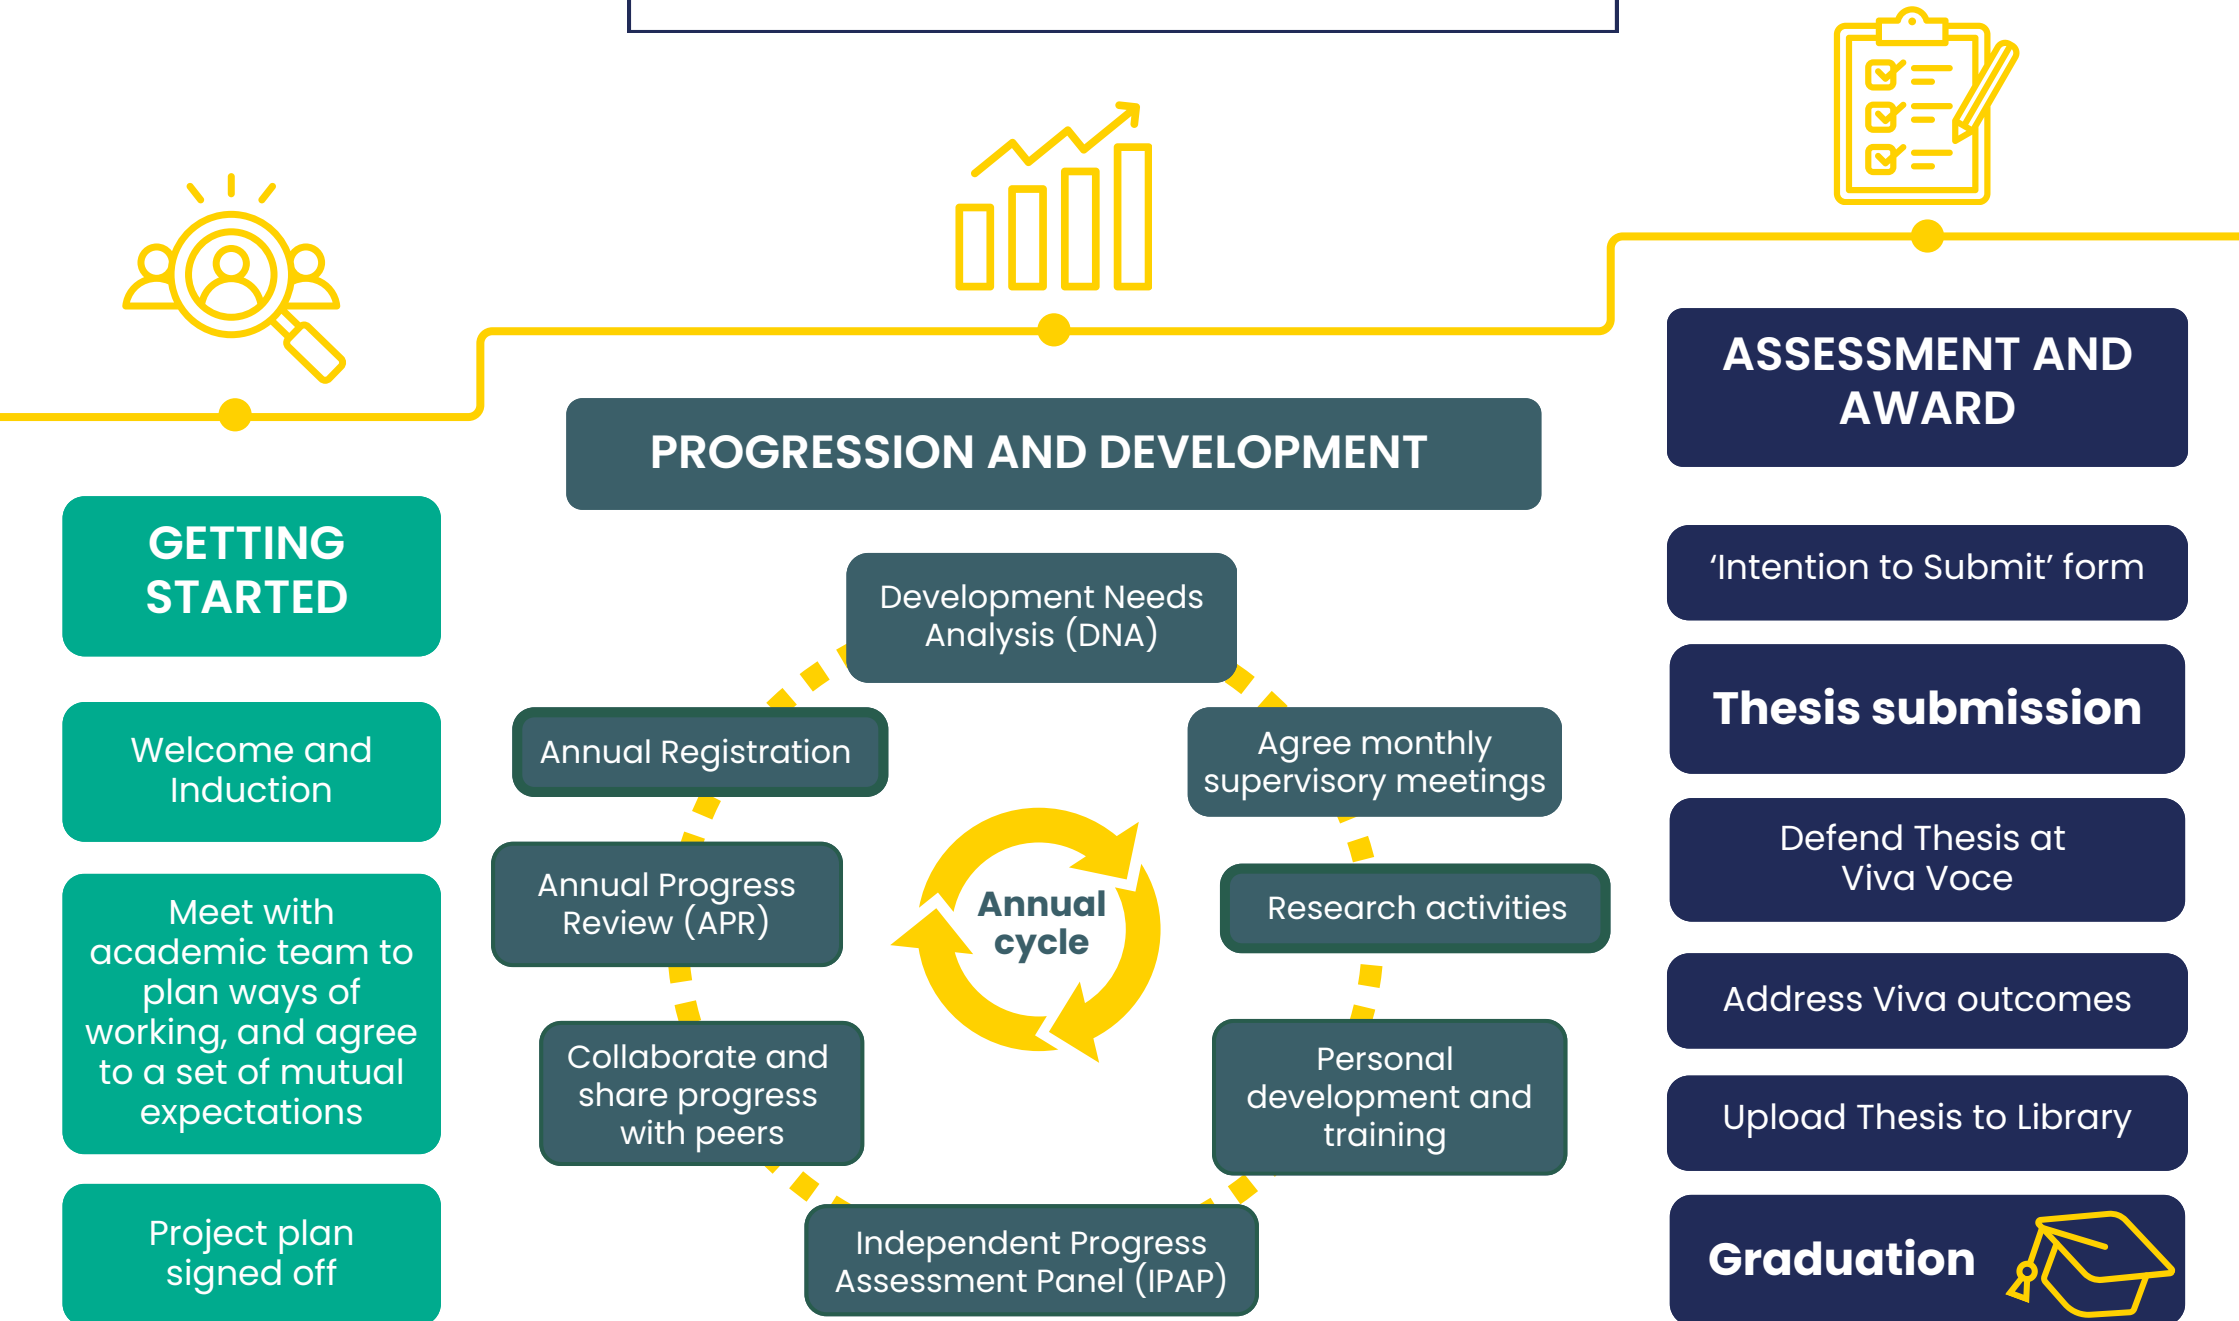 GETTING
STARTED
Welcome and
Induction
Meet with
academic team to
plan ways of
working, and agree
to a set of mutual
expectations
Project plan
signed off
PROGRESSION AND DEVELOPMENT
Development Needs
Analysis (DNA)
Agree monthly
supervisory meetings
Research activities
Personal
development and
training
Independent Progress
Assessment Panel (IPAP)
Collaborate and
share progress
with peers
Annual Progress
Review (APR)
Annual Registration
Annual
cycle
ASSESSMENT AND
AWARD
‘Intention to Submit’ form
Thesis submission
Defend Thesis at
Viva Voce
Address Viva outcomes
Upload Thesis to Library
Graduation